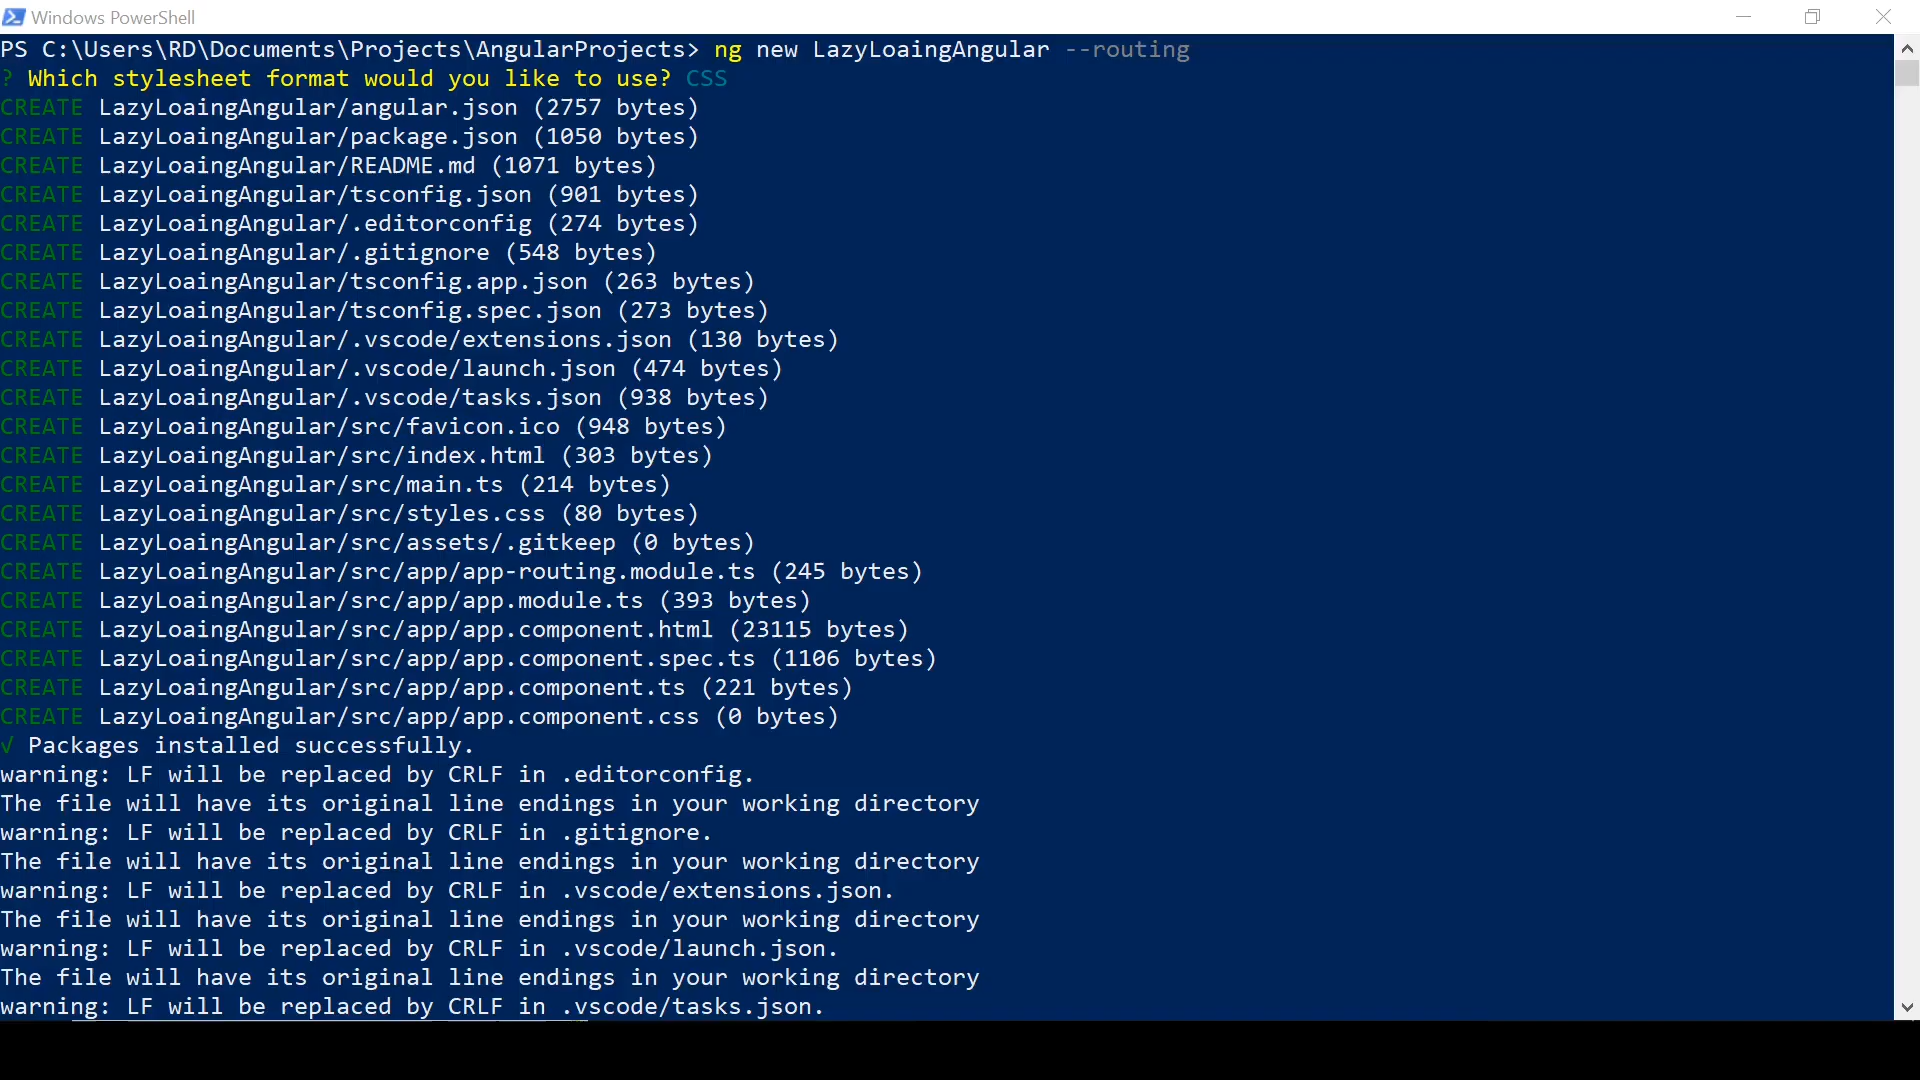 Windows PowerShell
PS C:\Users\RD\Documents\Projects\AngularProjects> ng new LazyLoaingAngular --routing
? Which stylesheet format would you like to use? CSS
CREATE LazyLoaingAngular/angular.json (2757 bytes)
CREATE LazyLoaingAngular/package.json (1050 bytes)
CREATE LazyLoaingAngular/README.md (1071 bytes)
CREATE LazyLoaingAngular/tsconfig.json (901 bytes)
CREATE LazyLoaingAngular/.editorconfig (274 bytes)
CREATE LazyLoaingAngular/.gitignore (548 bytes)
CREATE LazyLoaingAngular/tsconfig.app.json (263 bytes)
CREATE LazyLoaingAngular/tsconfig.spec.json (273 bytes)
CREATE LazyLoaingAngular/.vscode/extensions.json (130 bytes)
CREATE LazyLoaingAngular/.vscode/launch.json (474 bytes)
CREATE LazyLoaingAngular/.vscode/tasks.json (938 bytes)
CREATE LazyLoaingAngular/src/favicon.ico (948 bytes)
CREATE LazyLoaingAngular/src/index.html (303 bytes)
CREATE LazyLoaingAngular/src/main.ts (214 bytes)
CREATE LazyLoaingAngular/src/styles.css (80 bytes)
CREATE LazyLoaingAngular/src/assets/.gitkeep (0 bytes)
CREATE LazyLoaingAngular/src/app/app-routing.module.ts (245 bytes)
CREATE LazyLoaingAngular/src/app/app.module.ts (393 bytes)
CREATE LazyLoaingAngular/src/app/app.component.html (23115 bytes)
CREATE LazyLoaingAngular/src/app/app.component.spec.ts (1106 bytes)
CREATE LazyLoaingAngular/src/app/app.component.ts (221 bytes)
CREATE LazyLoaingAngular/src/app/app.component.css (0 bytes)
√ Packages installed successfully.
warning: LF will be replaced by CRLF in .editorconfig.
The file will have its original line endings in your working directory
warning: LF will be replaced by CRLF in .gitignore.
The file will have its original line endings in your working directory
warning: LF will be replaced by CRLF in .vscode/extensions.json.
The file will have its original line endings in your working directory
warning: LF will be replaced by CRLF in .vscode/launch.json.
The file will have its original line endings in your working directory
warning: LF will be replaced by CRLF in .vscode/tasks.json.